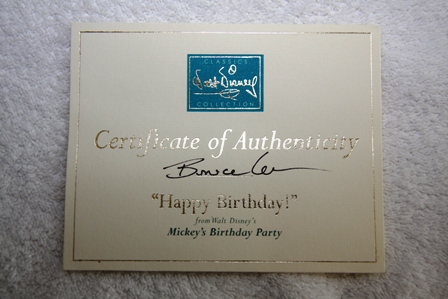 CLASSICS
Walt Disney
COLLECTION
Certificate of Authenticity
"Happy Birthday!"
from Walt Disney's
Mickey's Birthday Party